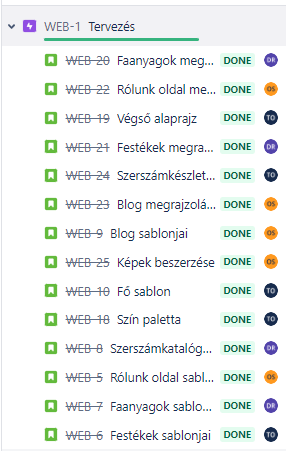 WEB-1 Tervezés
WEB-20 Faanyagok meg... DONE DR
WEB-22 Rólunk oldal me... DONE OS
WEB-19 Végső alaprajz DONE TO
WEB-21 Festékek megra... DONE DR
WEB-24 Szerszámkészlet... DONE TO
WEB-23 Blog megrajzolá... DONE OS
WEB-9 Blog sablonjai DONE OS
WEB-25 Képek beszerzése DONE OS
WEB-10 Fő sablon DONE TO
WEB-18 Szín paletta DONE TO
WEB-8 Szerszámkatalóg... DONE DR
WEB-5 Rólunk oldal sabl... DONE OS
WEB-7 Faanyagok sablo... DONE DR
WEB-6 Festékek sablonjai DONE TO